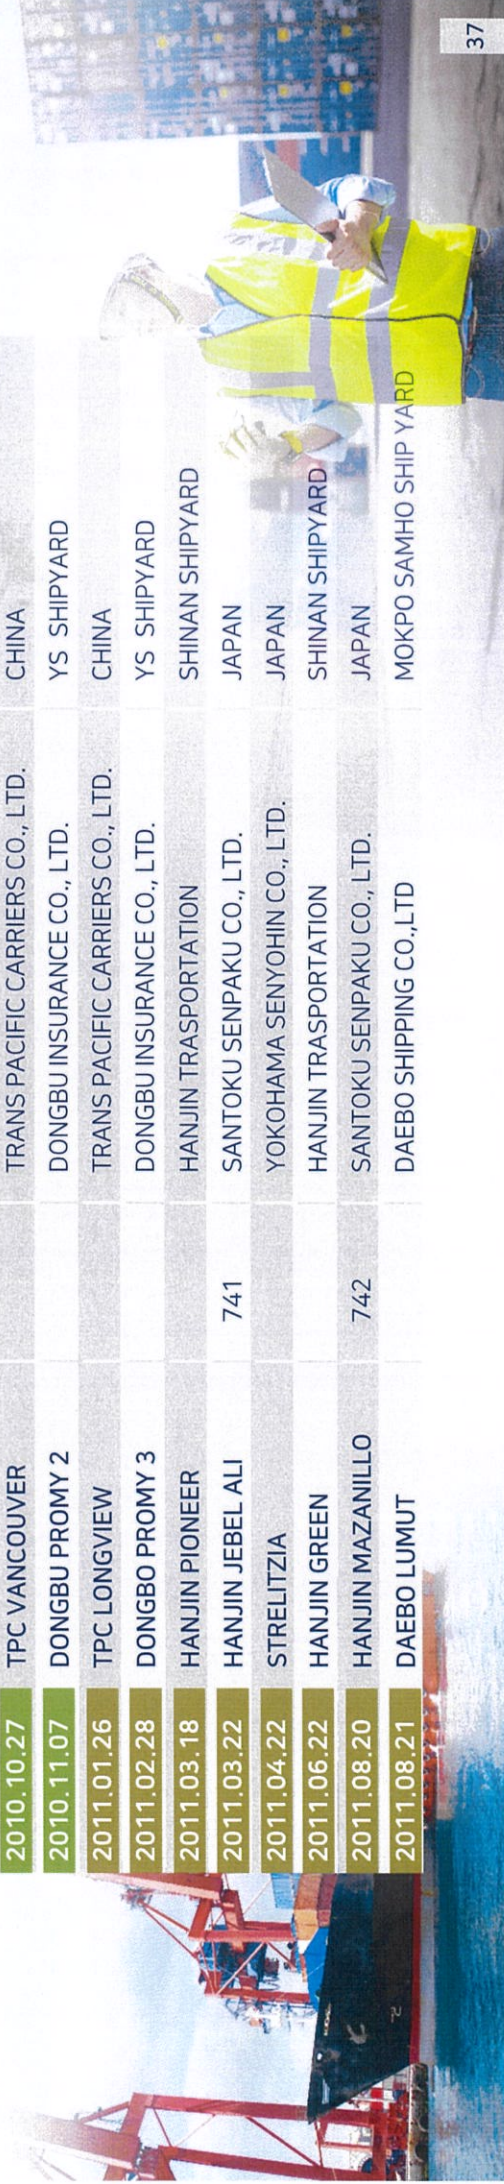 2010.10.27 TPC VANCOUVER TRANS PACIFIC CARRIERS CO., LTD. CHINA
2010.11.07 DONGBU PROMY 2 DONGBU INSURANCE CO., LTD. YS SHIPYARD
2011.01.26 TPC LONGVIEW TRANS PACIFIC CARRIERS CO., LTD. CHINA
2011.02.28 DONGBO PROMY 3 DONGBU INSURANCE CO., LTD. YS SHIPYARD
2011.03.18 HANJIN PIONEER HANJIN TRASPORTATION SHINAN SHIPYARD
2011.03.22 HANJIN JEBEL ALI 741 SANTOKU SENPAKU CO., LTD. JAPAN
2011.04.22 STRELITZIA YOKOHAMA SENYOHIN CO., LTD. JAPAN
2011.06.22 HANJIN GREEN HANJIN TRASPORTATION SHINAN SHIPYARD
2011.08.20 HANJIN MAZANILLO 742 SANTOKU SENPAKU CO., LTD. JAPAN
2011.08.21 DAEBO LUMUT DAEBO SHIPPING CO.,LTD MOKPO SAMHO SHIP YARD
37